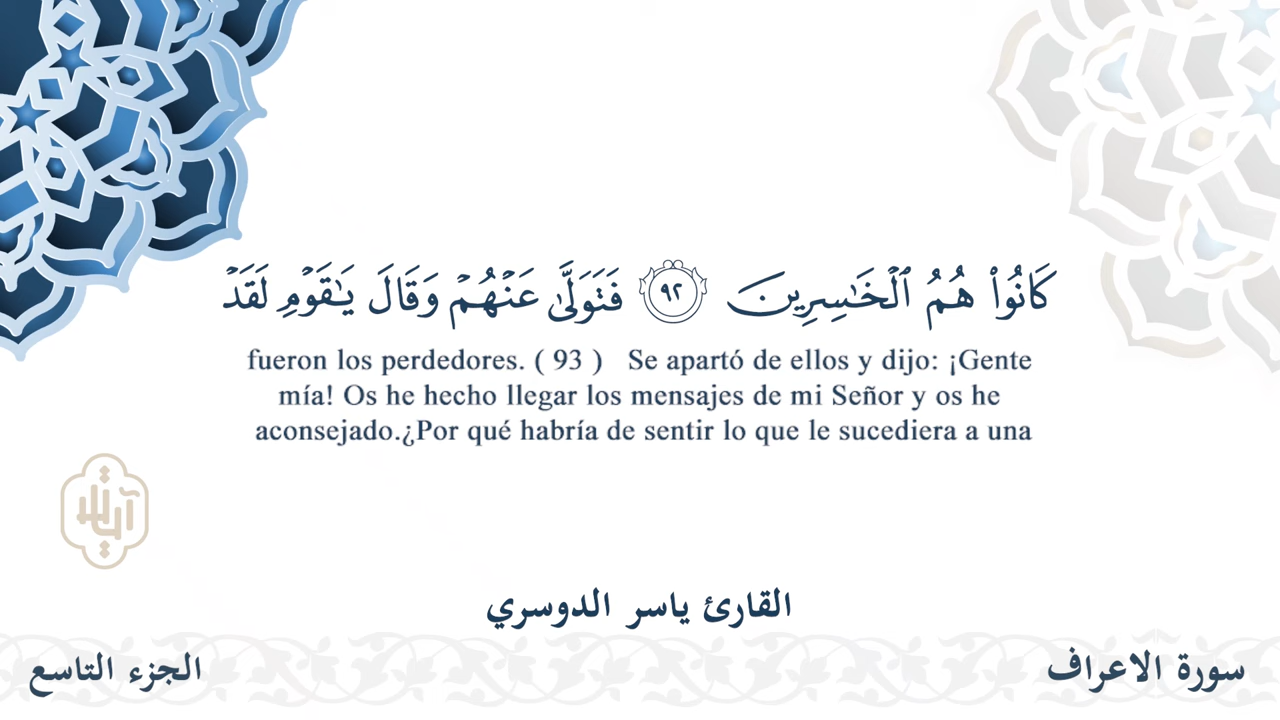 كَانُوا۟ هُمُ ٱلْخَـٰسِرِينَ ٩٢ فَتَوَلَّىٰ عَنْهُمْ وَقَالَ يَـٰقَوْمِ لَقَدْ
fueron los perdedores. ( 93 ) Se apartó de ellos y dijo: ¡Gente
mía! Os he hecho llegar los mensajes de mi Señor y os he
aconsejado.¿Por qué habría de sentir lo que le sucediera a una
القارئ ياسر الدوسري
سورة الاعراف
الجزء التاسع